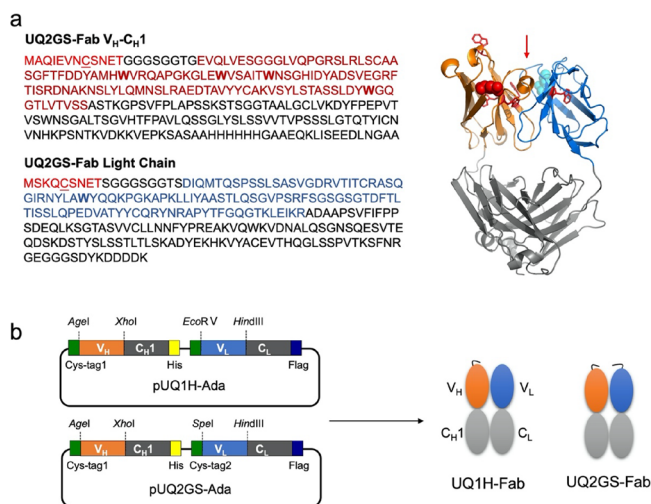 a
UQ2GS-Fab VH-CH1
MAQIEVNCSNETGGGSGGTGEVQLVESGGGLVQPGRSLRLSCAA
SGFTFDDYAMHWVRQAPGKGLEWVSAITWNSGHIDYADSVEGRF
TISRDNAKNSLYLQMNSLRAEDTAVYYCAKVSYLSTASSLDYWGQ
GTLVTVSSASTKGPSVFPLAPSSKSTSGGTAALGCLVKDYFPEPVT
VSWNSGALTSGVHTFPAVLQSSGLYSLSSVVTVPSSSLGTQTYICN
VNHKPSNTKVDKKVEPKSASAAHHHHHHGAAEQKLISEEDLNGAA
UQ2GS-Fab Light Chain
MSKQCSNETSGGGSGGTSDIQMTQSPSSLSASVGDRVTITCRASQ
GIRNYLAWYQQKPGKAPKLLIYAASTLQSGVPSRFSGSGSGTDFTL
TISSLQPEDVATYYCQRYNRAPYTFGQGTKLEIKRADAAPSVFIFPP
SDEQLKSGTASVVCLLNNFYPREAKVQWKVDNALQSGNSQESVTE
QDSKDSTYSLSSTLTLSKADYEKHKVYACEVTHQGLSSPVTKSFNR
GEGGGSDYKDDDDK
b
AgeI XhoI EcoRV HindIII
VH CH1 VL CL
Cys-tag1 His Flag
pUQ1H-Ada
AgeI XhoI SpeI HindIII
VH CH1 VL CL
Cys-tag1 His Cys-tag2 Flag
pUQ2GS-Ada
VH VL
CH1 CL
UQ1H-Fab UQ2GS-Fab